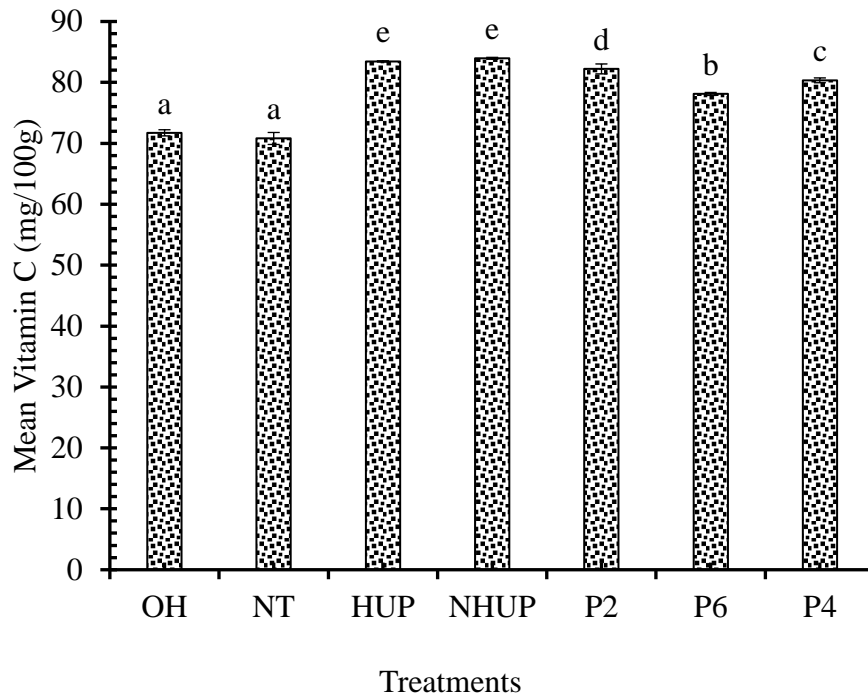 Mean Vitamin C (mg/100g)
90
80
70
60
50
40
30
20
10
0
a
a
e
e
d
b
c
OH NT HUP NHUP P2 P6 P4
Treatments